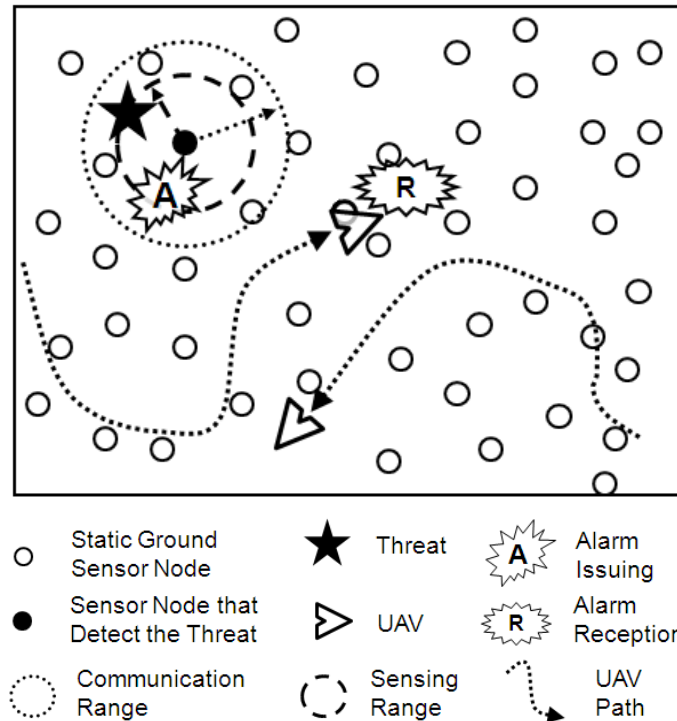 A
R
Static Ground
Sensor Node
Threat
A
Alarm
Issuing
Sensor Node that
Detect the Threat
UAV
R
Alarm
Reception
Communication
Range
Sensing
Range
UAV
Path